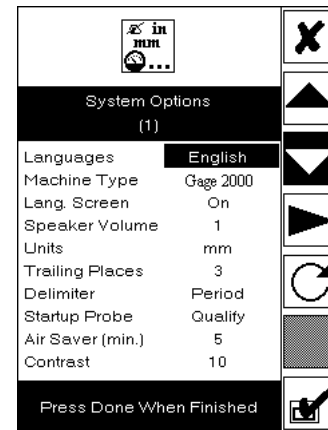 in
mm
...
System Options
(1)
Languages English
Machine Type Gage 2000
Lang. Screen On
Speaker Volume 1
Units mm
Trailing Places 3
Delimiter Period
Startup Probe Qualify
Air Saver (min.) 5
Contrast 10
Press Done When Finished